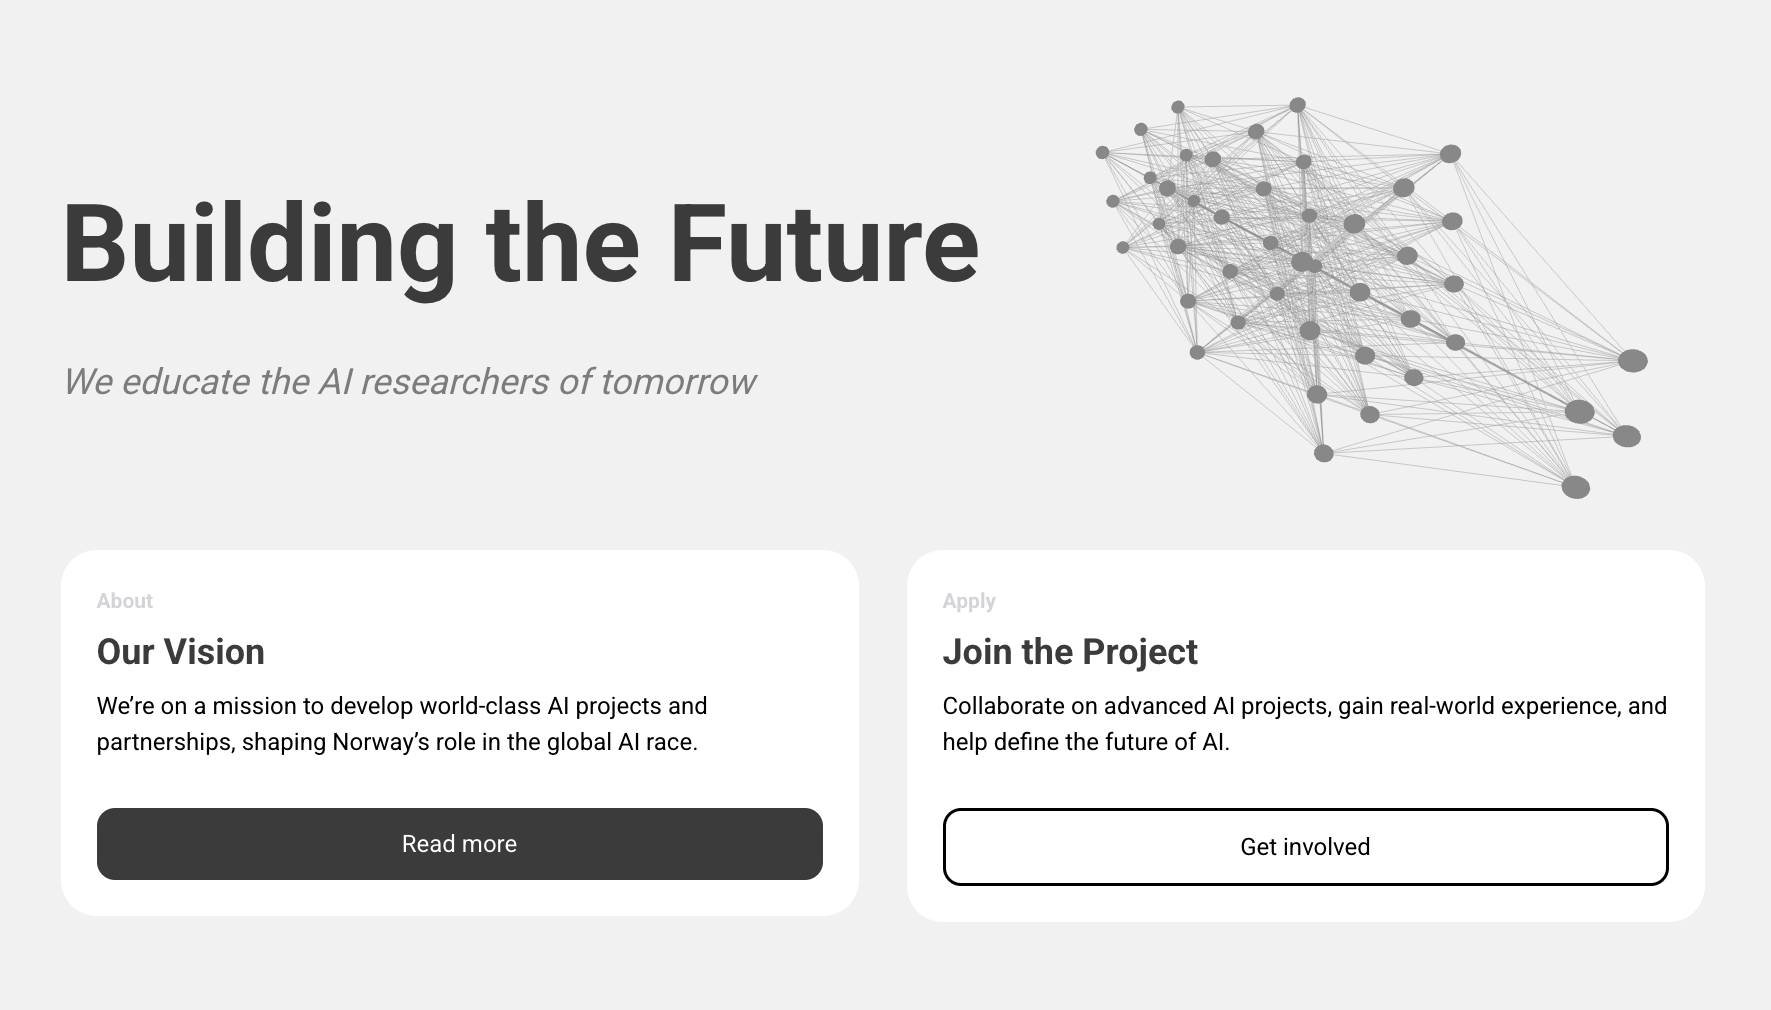 Building the Future
We educate the AI researchers of tomorrow
About
Our Vision
We’re on a mission to develop world-class AI projects and
partnerships, shaping Norway’s role in the global AI race.
Read more
Apply
Join the Project
Collaborate on advanced AI projects, gain real-world experience, and
help define the future of AI.
Get involved